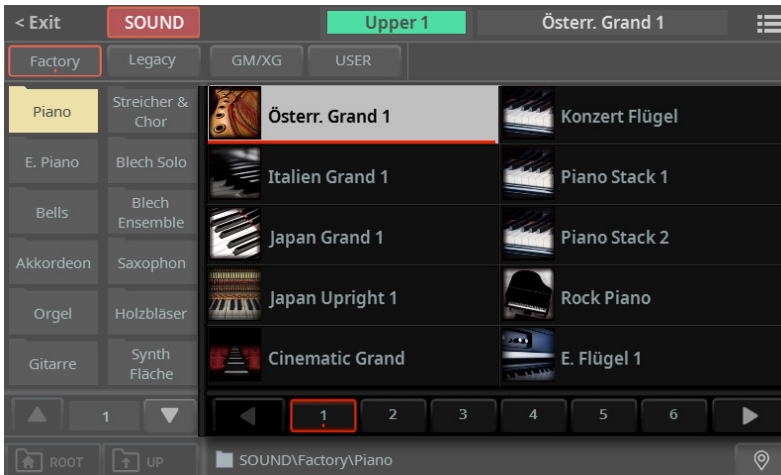 < Exit
SOUND
Upper 1
Österr. Grand 1
Factory
Legacy
GM/XG
USER
Piano
Streicher &
Chor
E. Piano
Blech Solo
Bells
Blech
Ensemble
Akkordeon
Saxophon
Orgel
Holzbläser
Gitarre
Synth
Fläche
1
Österr. Grand 1
Konzert Flügel
Italien Grand 1
Piano Stack 1
Japan Grand 1
Piano Stack 2
Japan Upright 1
Rock Piano
Cinematic Grand
E. Flügel 1
1
2
3
4
5
6
ROOT
UP
SOUND\Factory\Piano